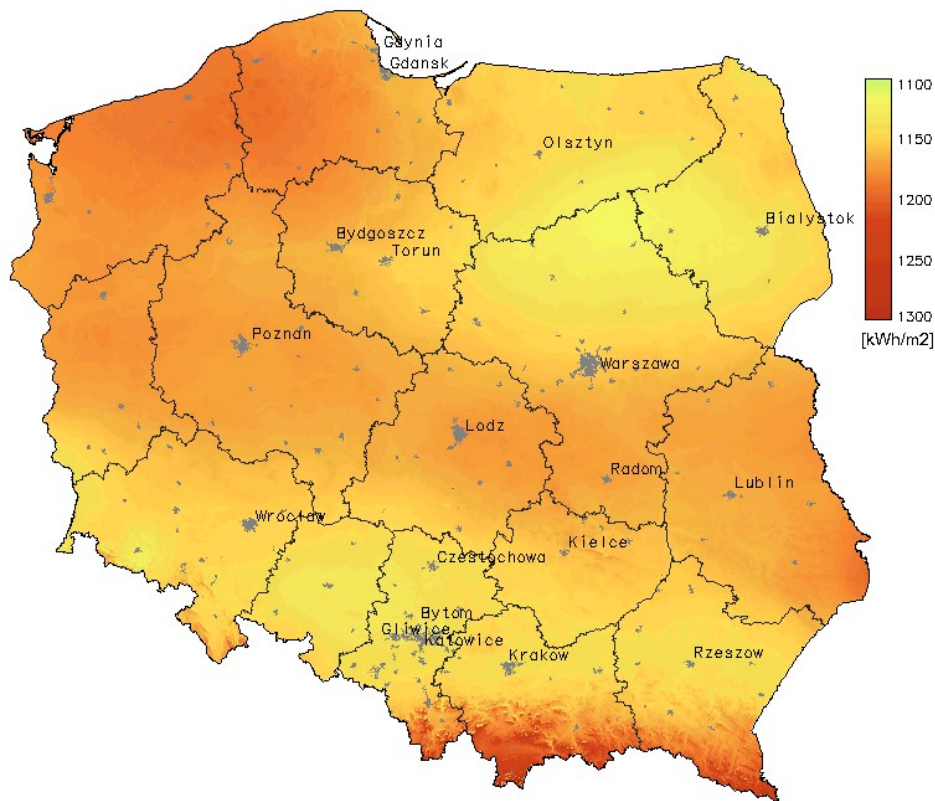 Gdynia
Gdansk
1100
Olsztyn
1150
1200
Bialystok
Bydgoszcz
Torun
1250
1300
[kWh/m2]
Poznan
Warszawa
Lodz
Radom
Lublin
Wrocław
Kielce
Czestochowa
Bytom
Gliwice
Katowice
Krakow
Rzeszow